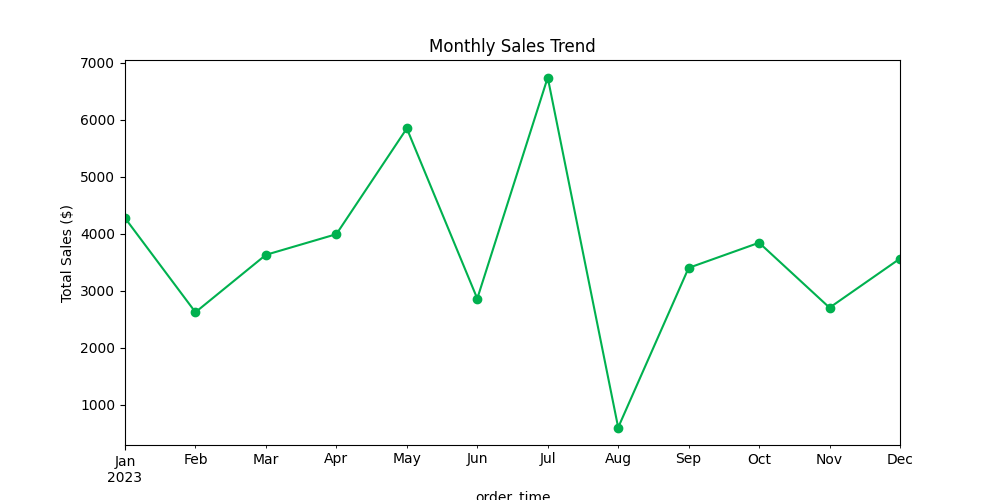 Monthly Sales Trend
Total Sales ($)
7000
6000
5000
4000
3000
2000
1000
Jan Feb Mar Apr May Jun Jul Aug Sep Oct Nov Dec
2023
order_time